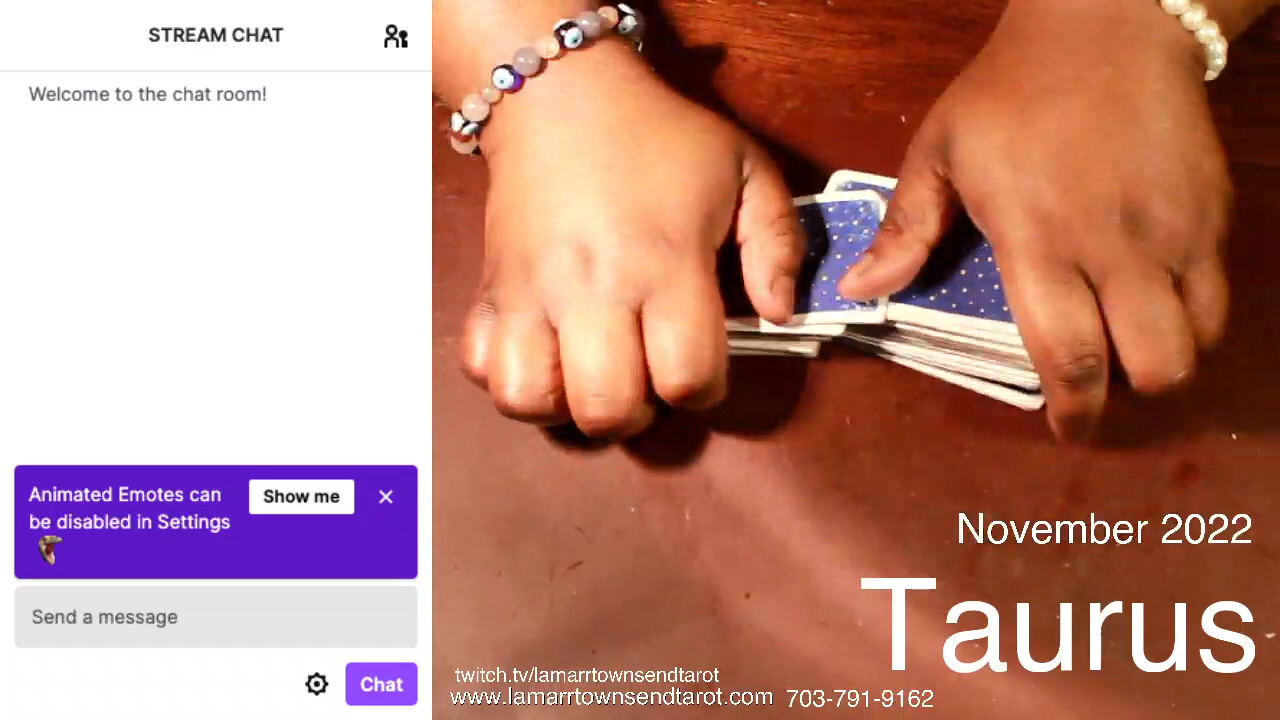 STREAM CHAT
Welcome to the chat room!
Animated Emotes can
be disabled in Settings
Show me
Send a message
Chat
November 2022
Taurus
twitch.tv/lamarrtownsendtarot
www.lamarrtownsendtarot.com 703-791-9162